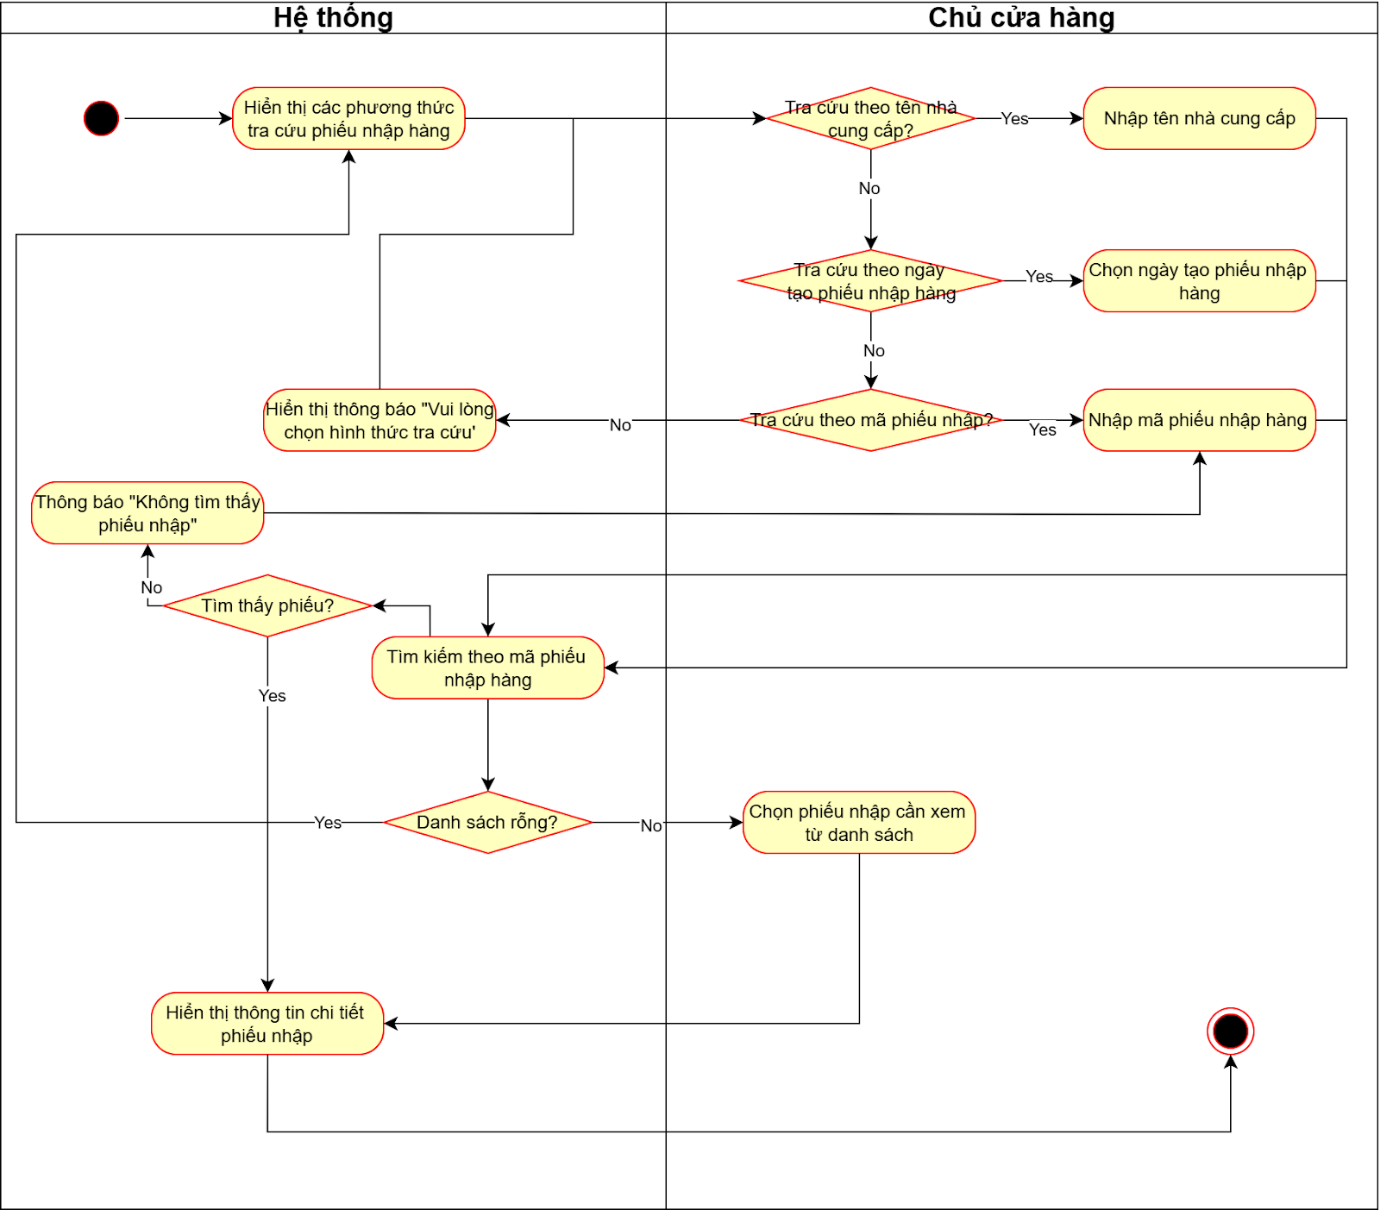 Hệ thống
Chủ cửa hàng
Hiển thị các phương thức
tra cứu phiếu nhập hàng
Tra cứu theo tên nhà
cung cấp?
Yes
Nhập tên nhà cung cấp
No
Tra cứu theo ngày
tạo phiếu nhập hàng
Yes
Chọn ngày tạo phiếu nhập
hàng
No
Hiển thị thông báo "Vui lòng
chọn hình thức tra cứu'
No
Tra cứu theo mã phiếu nhập?
Yes
Nhập mã phiếu nhập hàng
Thông báo "Không tìm thấy
phiếu nhập"
No
Tìm thấy phiếu?
Tìm kiếm theo mã phiếu
nhập hàng
Yes
Yes
Danh sách rỗng?
No
Chọn phiếu nhập cần xem
từ danh sách
Hiển thị thông tin chi tiết
phiếu nhập